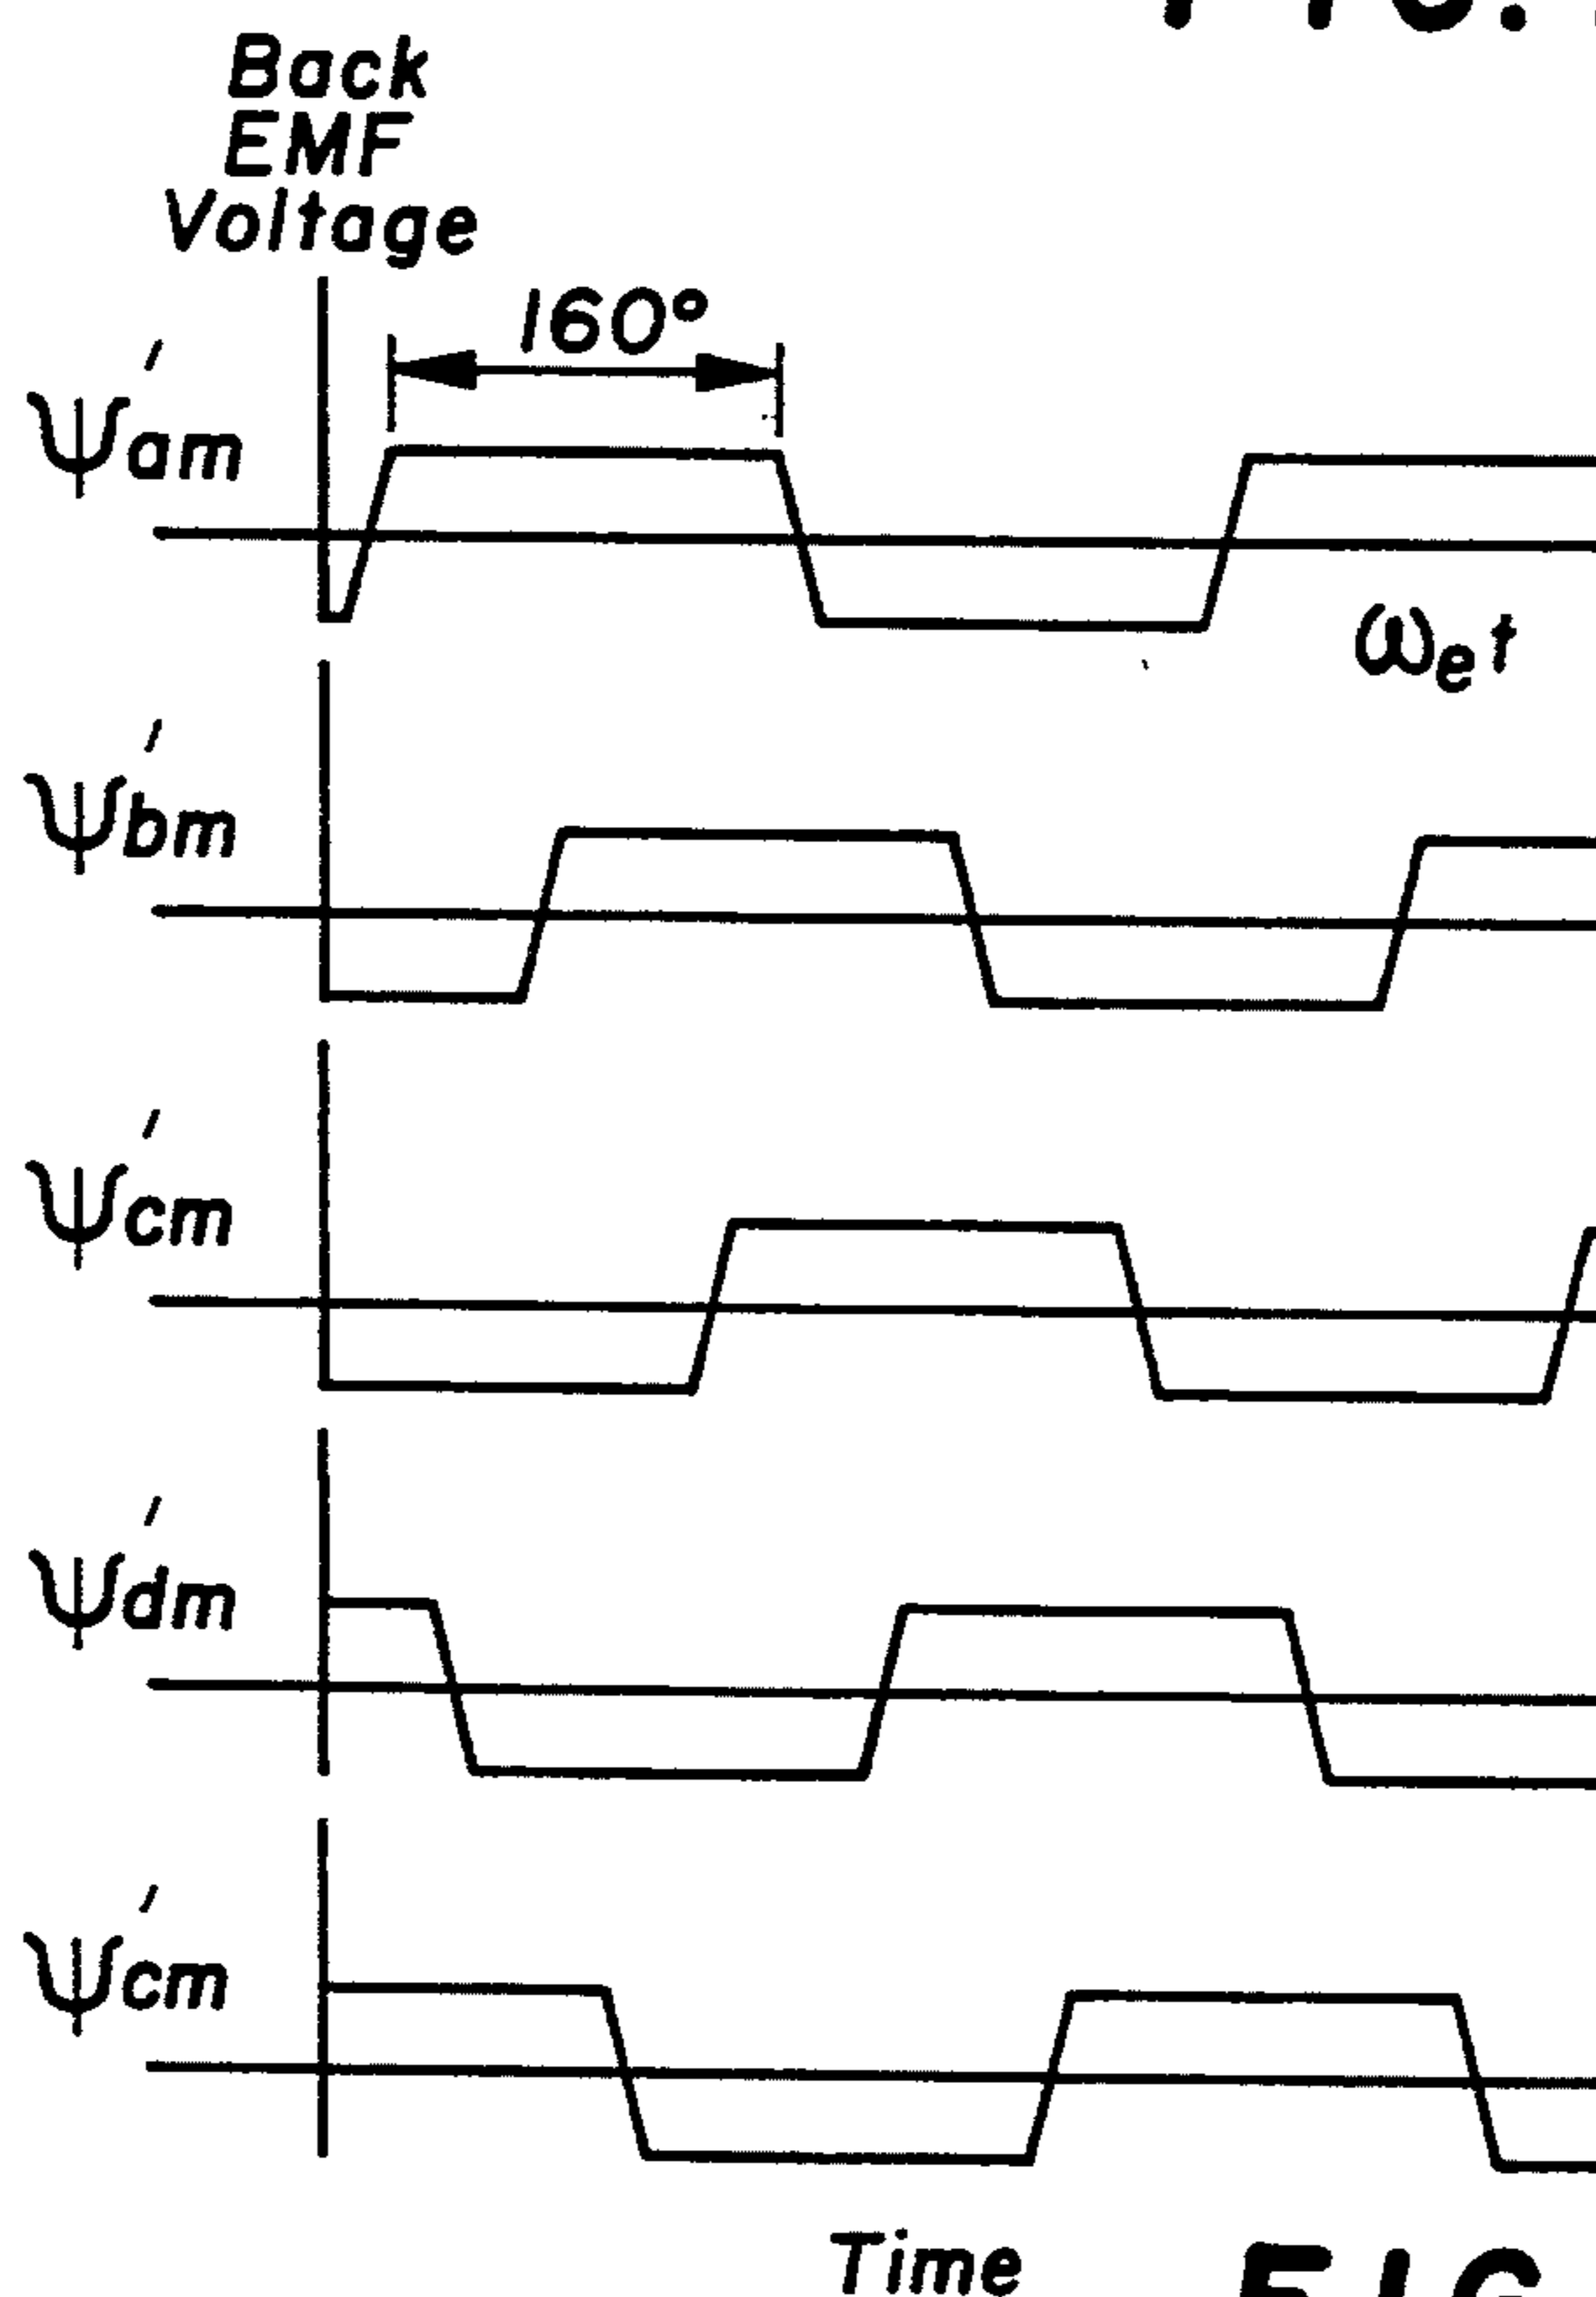 Back
EMF
Voltage
160°
ψ'am
ωet
ψ'bm
ψ'cm
ψ'dm
ψ'cm
Time